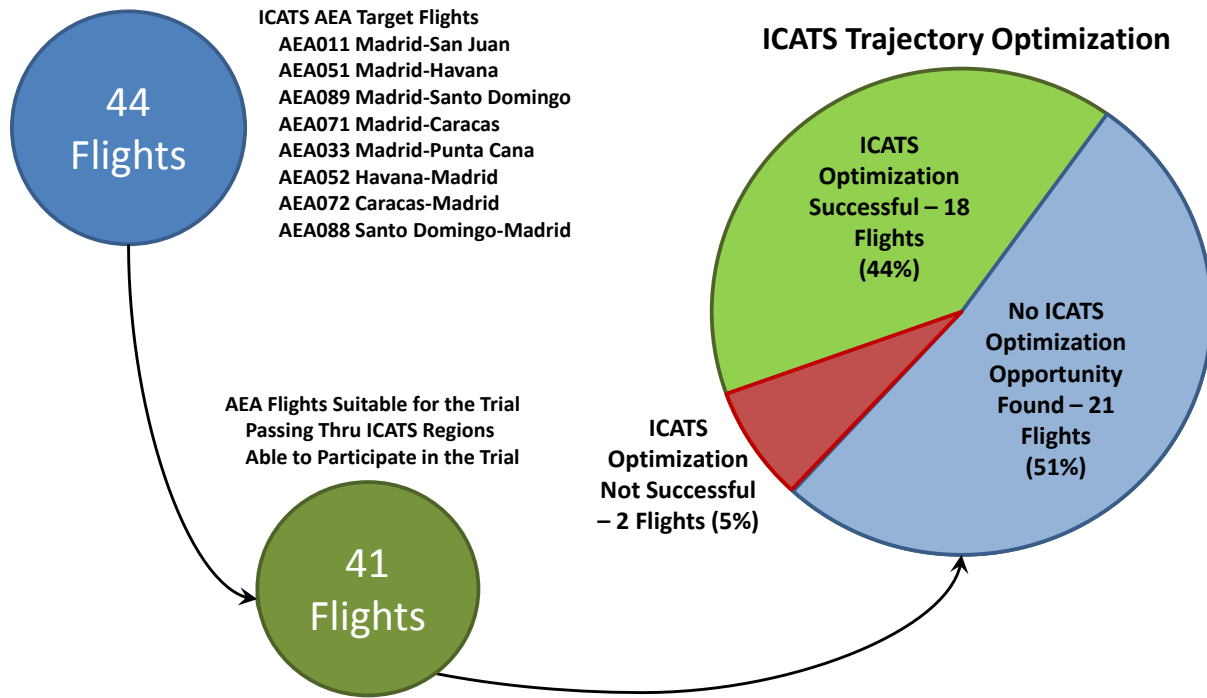 44
Flights
ICATS AEA Target Flights
AEA011 Madrid-San Juan
AEA051 Madrid-Havana
AEA089 Madrid-Santo Domingo
AEA071 Madrid-Caracas
AEA033 Madrid-Punta Cana
AEA052 Havana-Madrid
AEA072 Caracas-Madrid
AEA088 Santo Domingo-Madrid
AEA Flights Suitable for the Trial
Passing Thru ICATS Regions
Able to Participate in the Trial
41
Flights
ICATS Trajectory Optimization
ICATS
Optimization
Successful – 18
Flights
(44%)
No ICATS
Optimization
Opportunity
Found – 21
Flights
(51%)
ICATS
Optimization
Not Successful
– 2 Flights (5%)